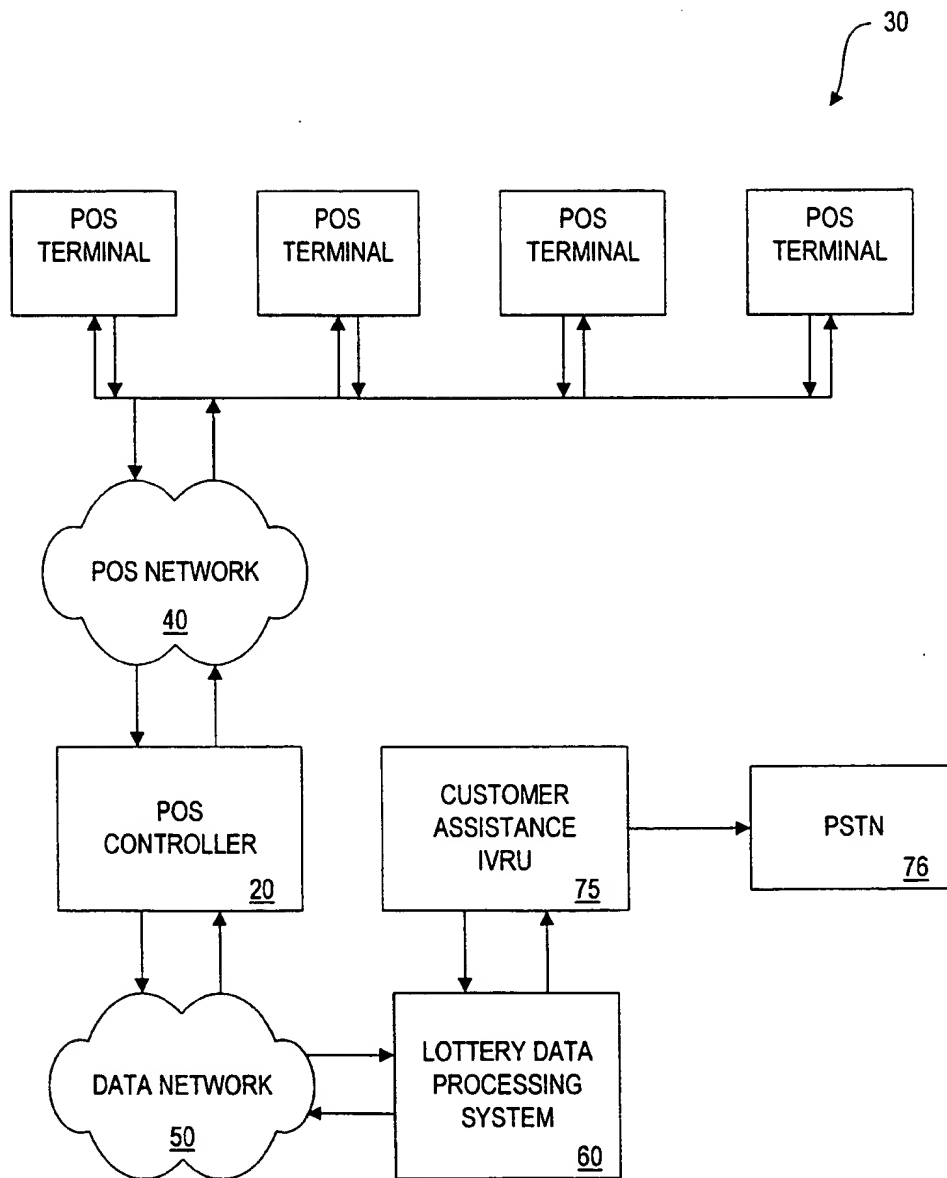 30
POS
TERMINAL
POS
TERMINAL
POS
TERMINAL
POS
TERMINAL
POS NETWORK
40
POS
CONTROLLER
20
CUSTOMER
ASSISTANCE
IVRU
75
PSTN
76
DATA NETWORK
50
LOTTERY DATA
PROCESSING
SYSTEM
60